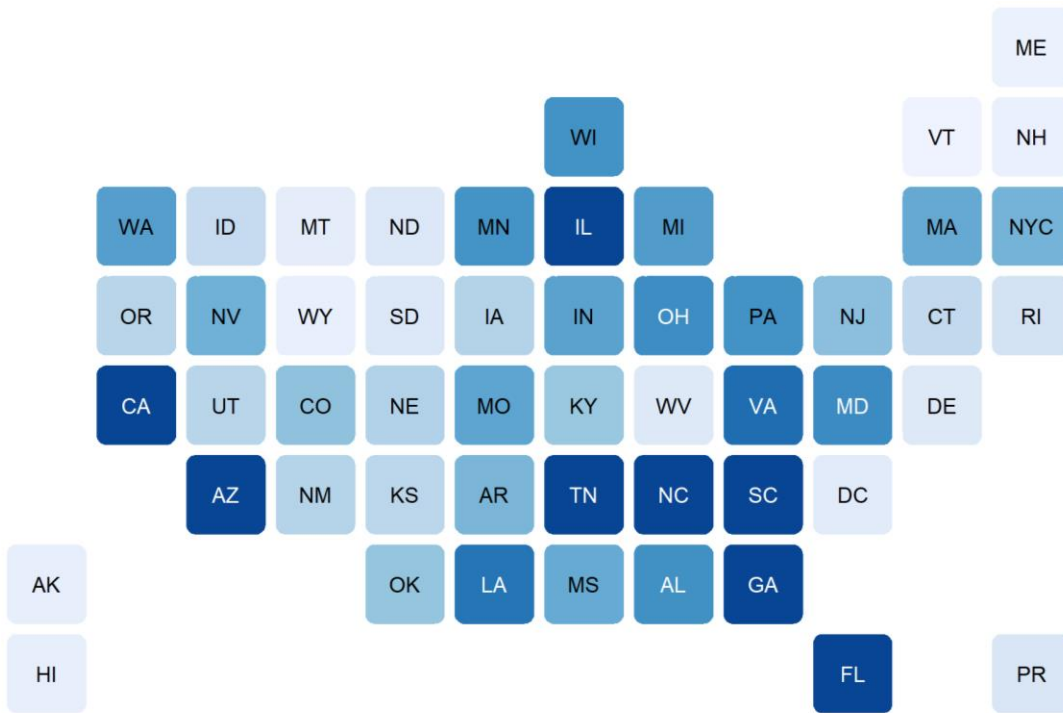 ME
WI VT NH
WA ID MT ND MN IL MI MA NYC
OR NV WY SD IA IN OH PA NJ CT RI
CA UT CO NE MO KY WV VA MD DE
AZ NM KS AR TN NC SC DC
AK OK LA MS AL GA
HI FL PR